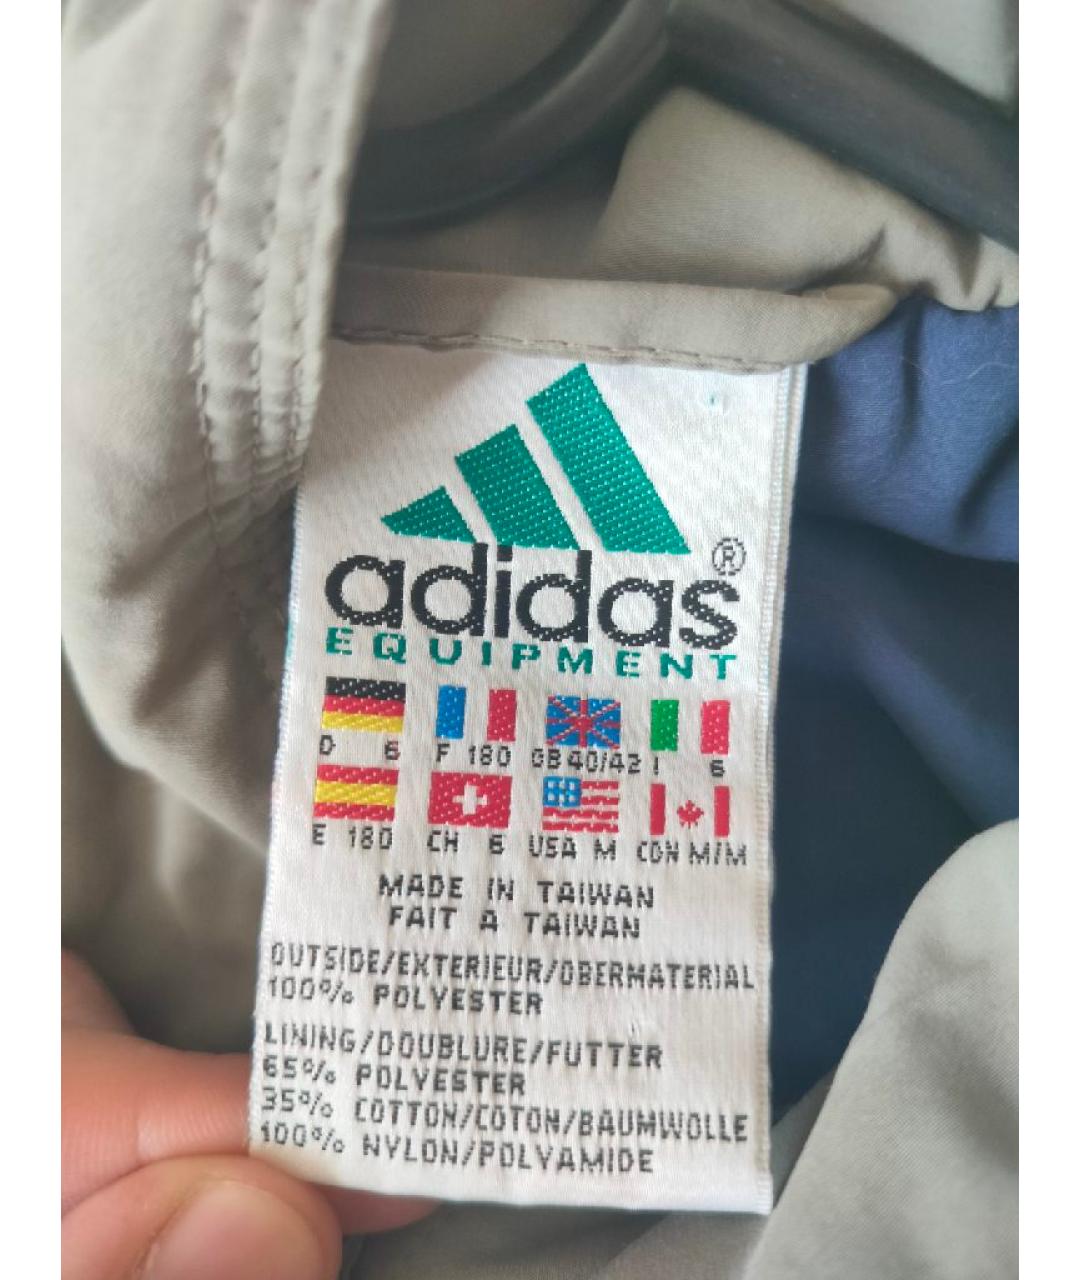 adidas®
EQUIPMENT
D 6 F 180 GB 40/42 I 6
E 180 CH 6 USA M CDN M/M
MADE IN TAIWAN
FAIT A TAIWAN
OUTSIDE/EXTERIEUR/OBERMATERIAL
100% POLYESTER
LINING/DOUBLURE/FUTTER
65% POLYESTER
35% COTTON/COTON/BAUMWOLLE
100% NYLON/POLYAMIDE